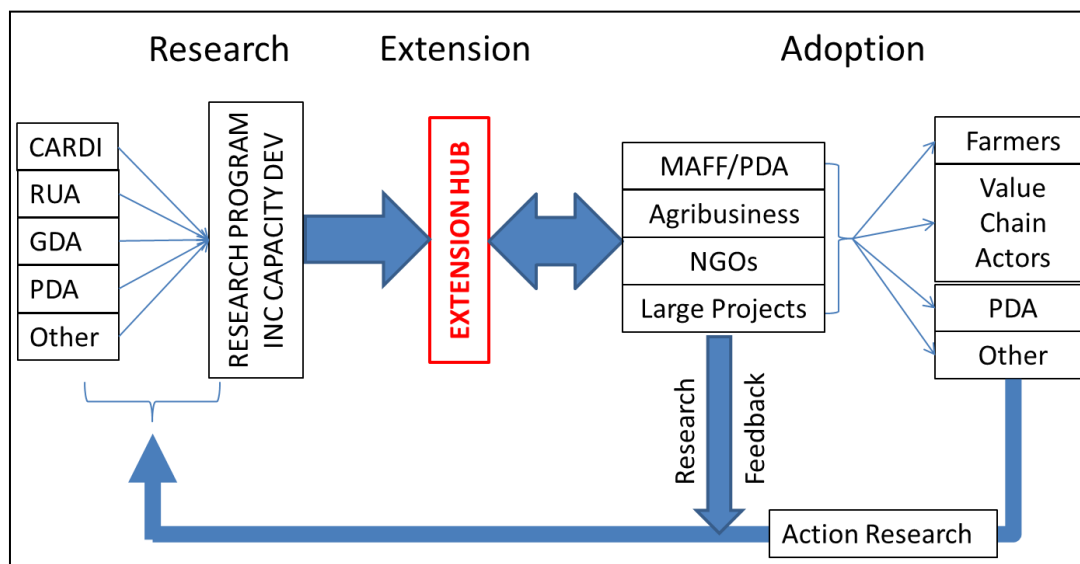 Research
Extension
Adoption
CARDI
RUA
GDA
PDA
Other
RESEARCH PROGRAM
INC CAPACITY DEV
EXTENSION HUB
MAFF/PDA
Agribusiness
NGOs
Large Projects
Farmers
Value
Chain
Actors
PDA
Other
Research
Feedback
Action Research